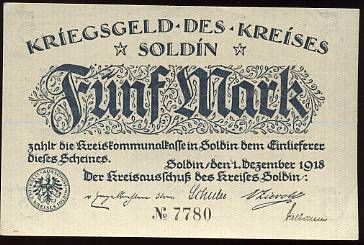 KRIEGSGELD·DES·KREISES
☆ SOLDIN ☆
Fünf Mark
zahlt die Kreiskommunalkasse in Soldin dem Einlieferer
dieses Scheines.
Soldin, den 1. Dezember 1918
Der Kreisausschuß des Kreises Soldin:
Schulze
№ 7780